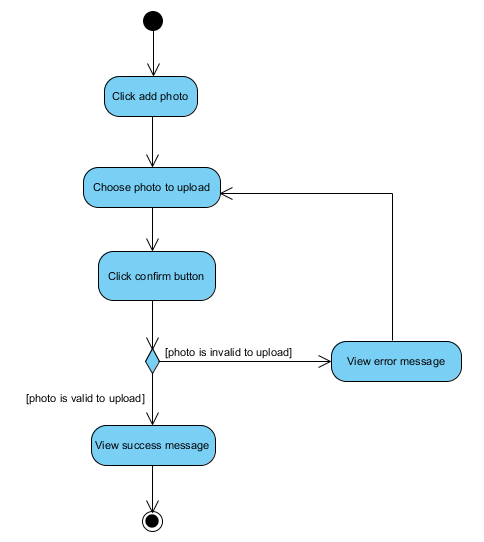 Click add photo
Choose photo to upload
Click confirm button
[photo is invalid to upload]
View error message
[photo is valid to upload]
View success message